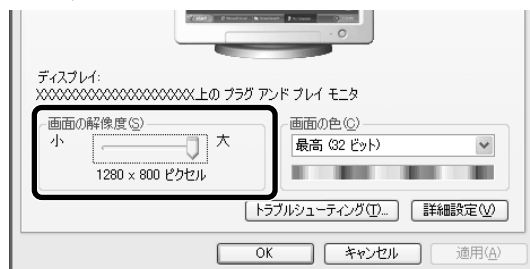 ディスプレイ:
XXXXXXXXXXXXXXXXXXXX上の プラグ アンド プレイ モニタ
画面の解像度(S)
小 大
1280 × 800 ピクセル
画面の色(C)
最高 (32 ビット)
トラブルシューティング(T)... 詳細設定(V)
OK キャンセル 適用(A)